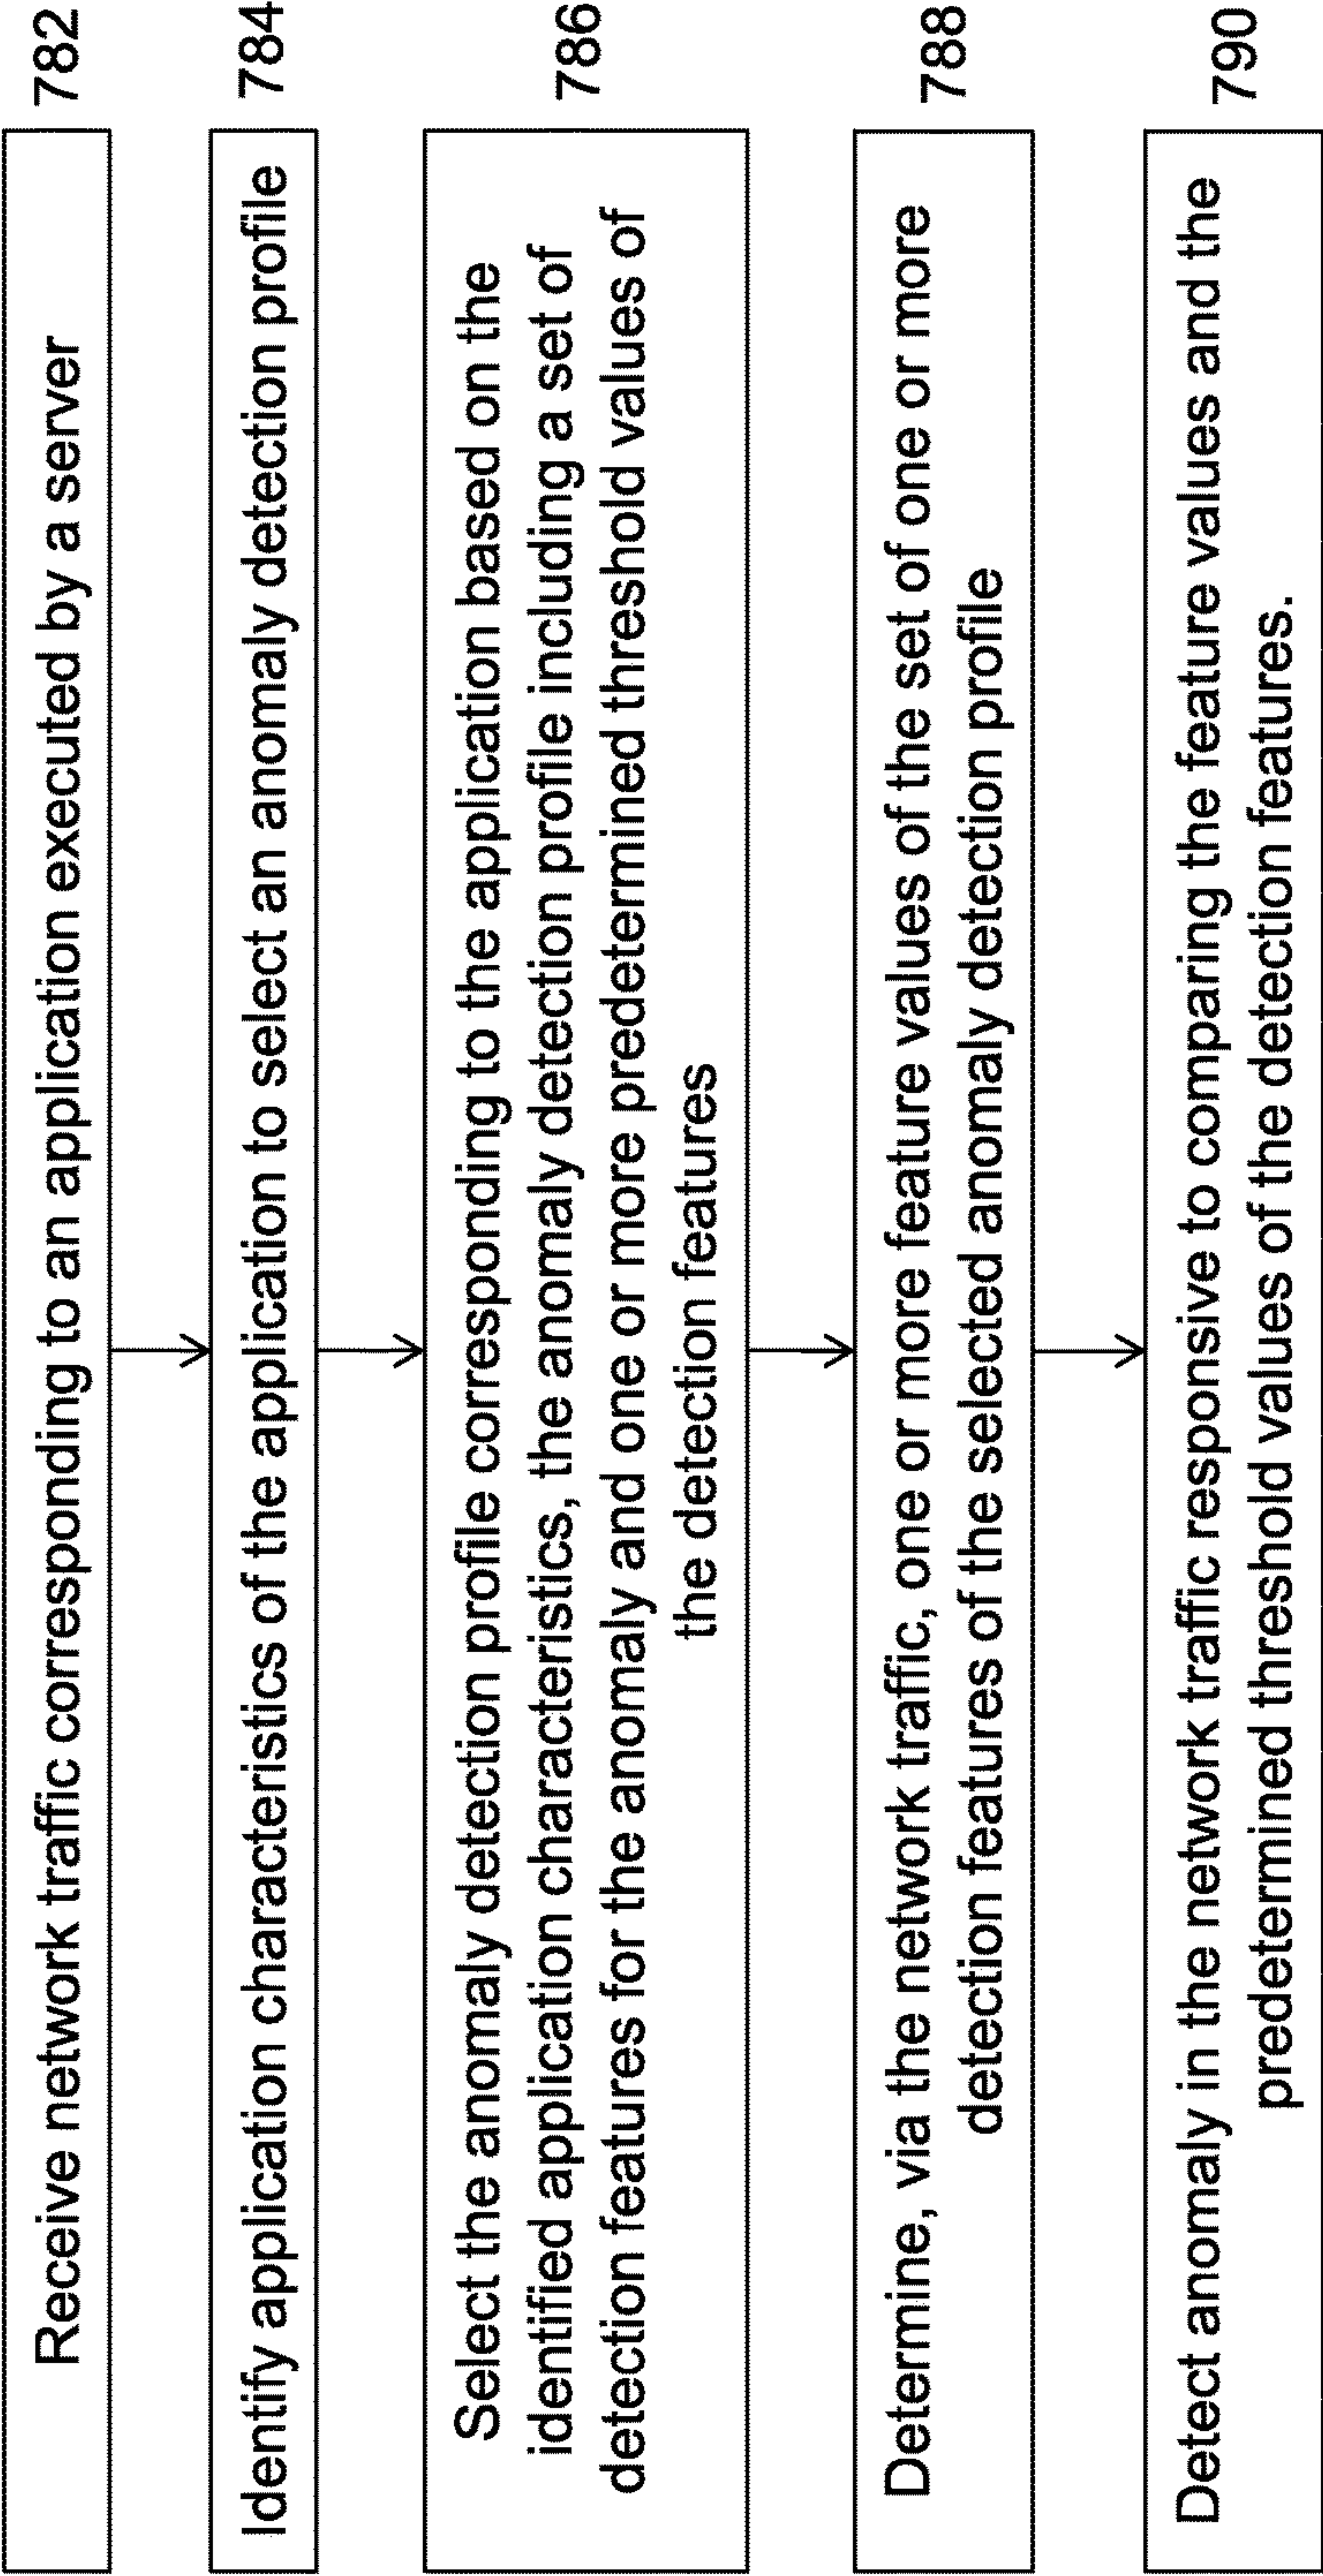 Receive network traffic corresponding to an application executed by a server
782
Identify application characteristics of the application to select an anomaly detection profile
784
Select the anomaly detection profile corresponding to the application based on the
identified application characteristics, the anomaly detection profile including a set of
detection features for the anomaly and one or more predetermined threshold values of
the detection features
786
Determine, via the network traffic, one or more feature values of the set of one or more
detection features of the selected anomaly detection profile
788
Detect anomaly in the network traffic responsive to comparing the feature values and the
predetermined threshold values of the detection features.
790